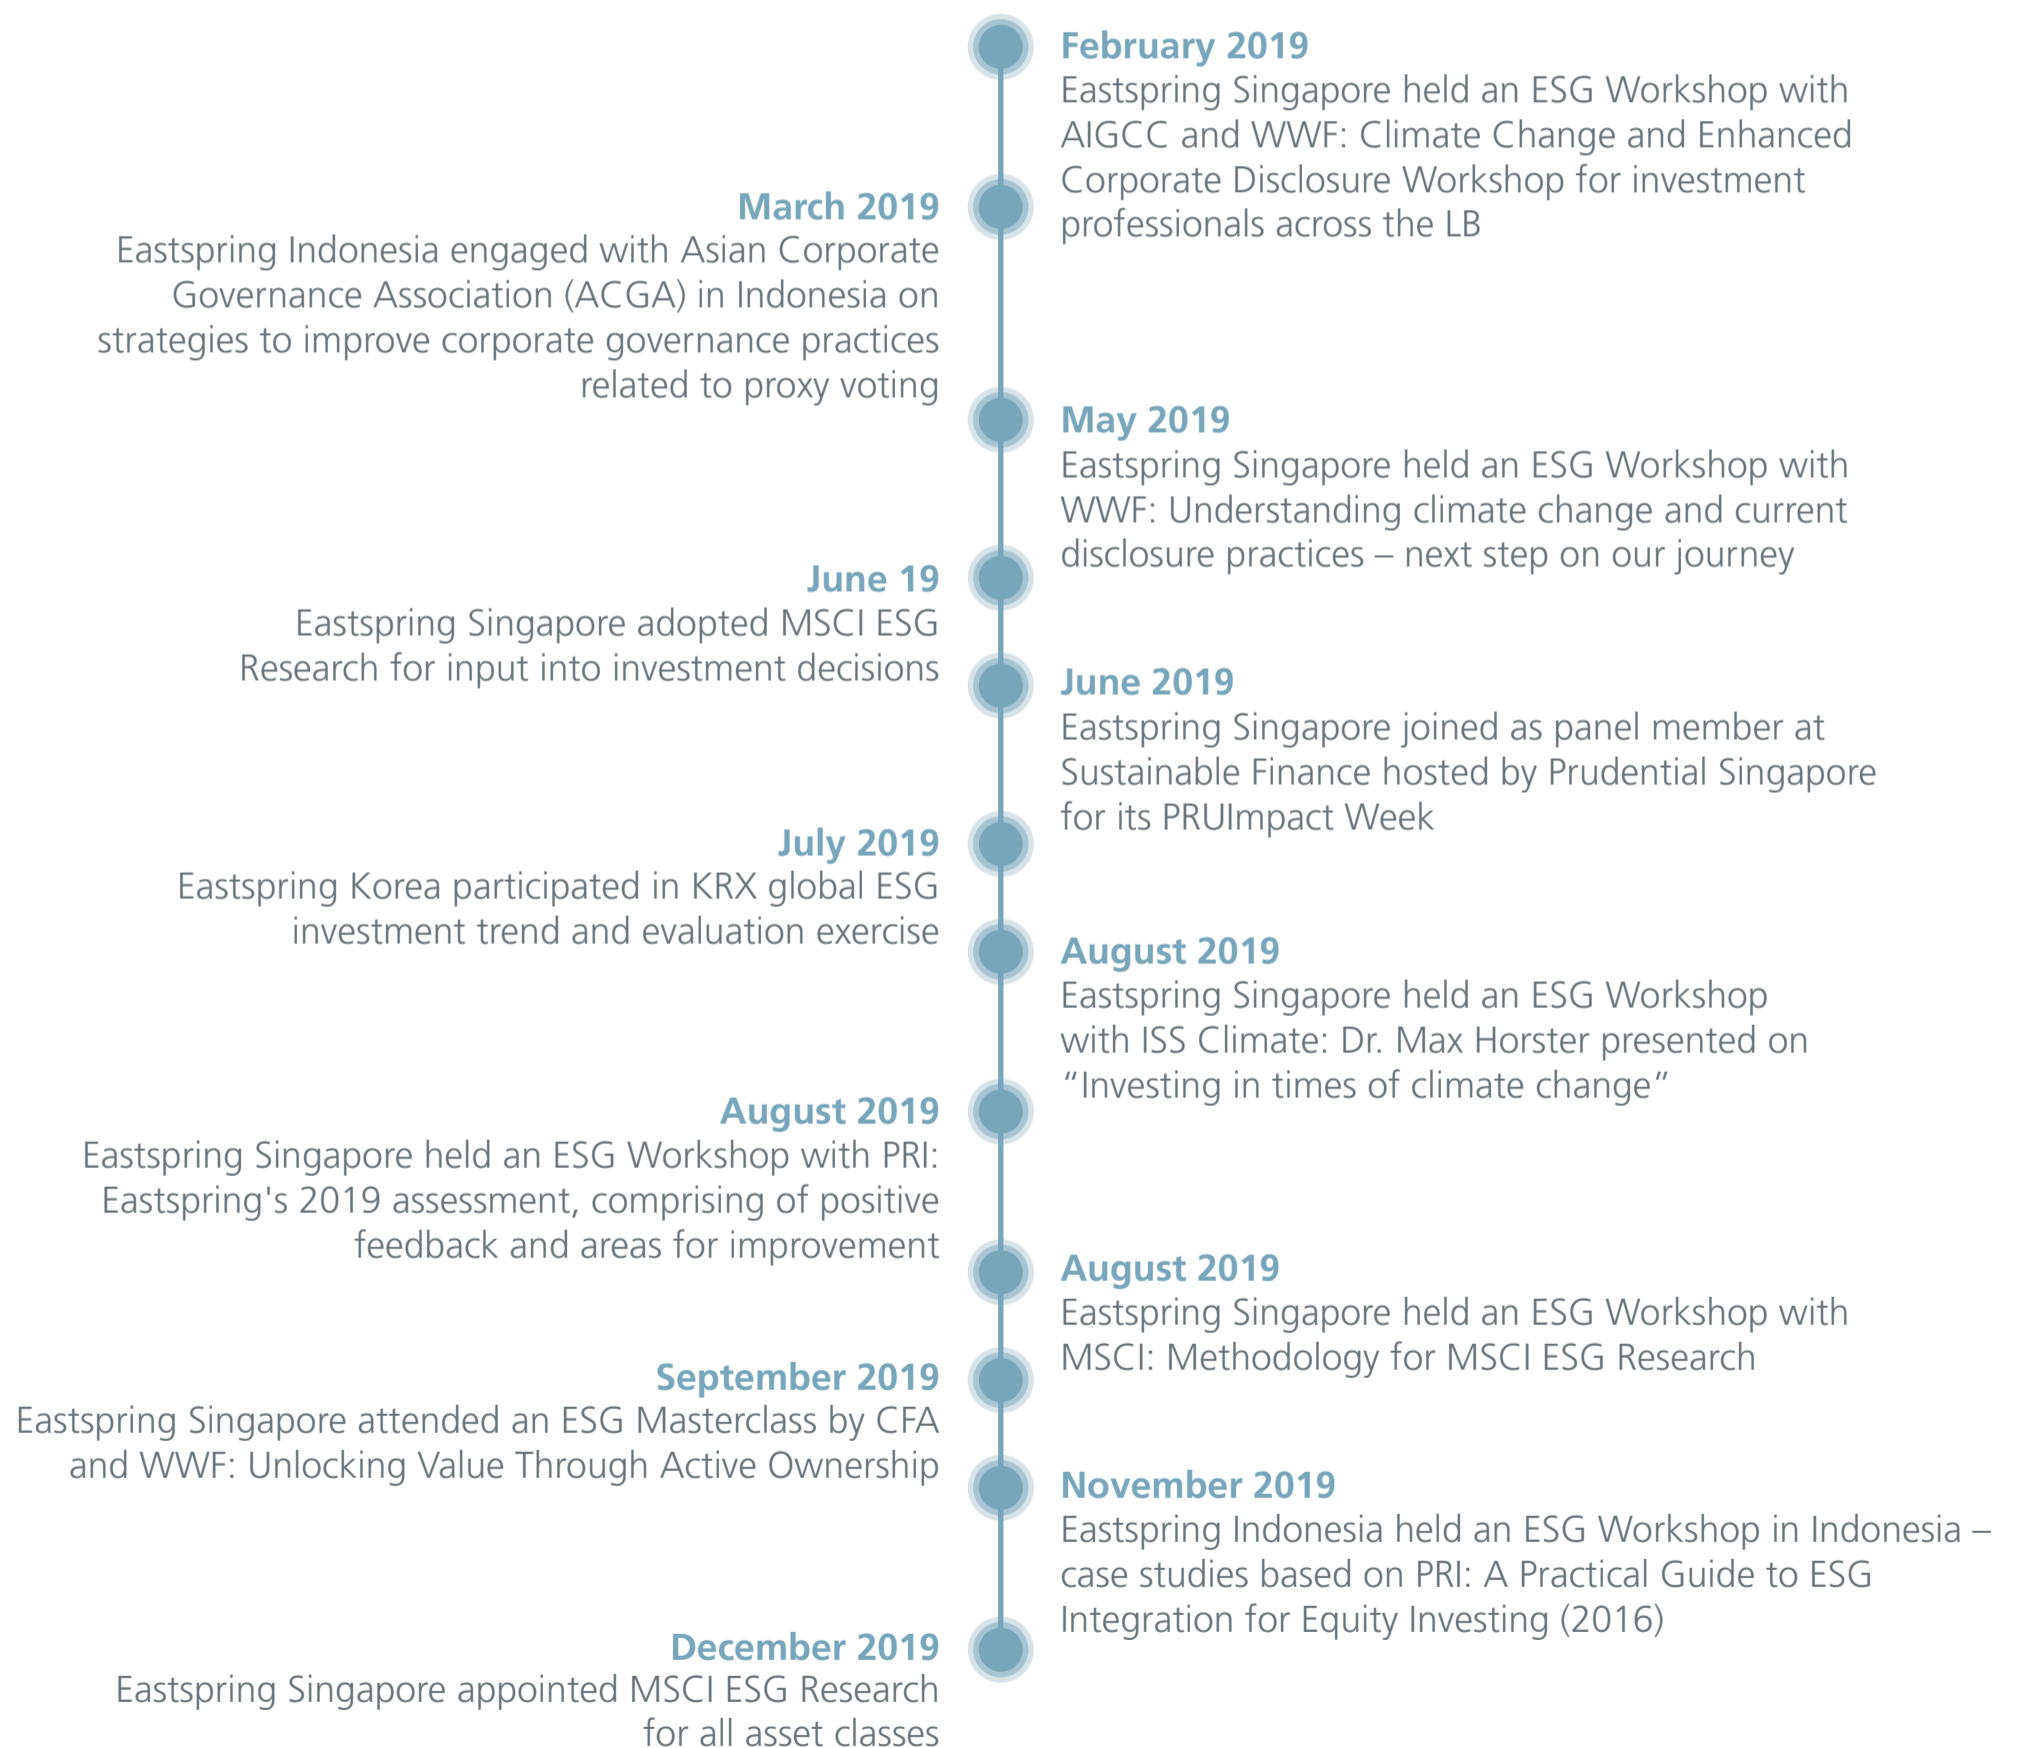 February 2019
Eastspring Singapore held an ESG Workshop with
AIGCC and WWF: Climate Change and Enhanced
Corporate Disclosure Workshop for investment
professionals across the LB
March 2019
Eastspring Indonesia engaged with Asian Corporate
Governance Association (ACGA) in Indonesia on
strategies to improve corporate governance practices
related to proxy voting
May 2019
Eastspring Singapore held an ESG Workshop with
WWF: Understanding climate change and current
disclosure practices – next step on our journey
June 19
Eastspring Singapore adopted MSCI ESG
Research for input into investment decisions
June 2019
Eastspring Singapore joined as panel member at
Sustainable Finance hosted by Prudential Singapore
for its PRUImpact Week
July 2019
Eastspring Korea participated in KRX global ESG
investment trend and evaluation exercise
August 2019
Eastspring Singapore held an ESG Workshop
with ISS Climate: Dr. Max Horster presented on
“Investing in times of climate change”
August 2019
Eastspring Singapore held an ESG Workshop with PRI:
Eastspring's 2019 assessment, comprising of positive
feedback and areas for improvement
August 2019
Eastspring Singapore held an ESG Workshop with
MSCI: Methodology for MSCI ESG Research
September 2019
Eastspring Singapore attended an ESG Masterclass by CFA
and WWF: Unlocking Value Through Active Ownership
November 2019
Eastspring Indonesia held an ESG Workshop in Indonesia –
case studies based on PRI: A Practical Guide to ESG
Integration for Equity Investing (2016)
December 2019
Eastspring Singapore appointed MSCI ESG Research
for all asset classes